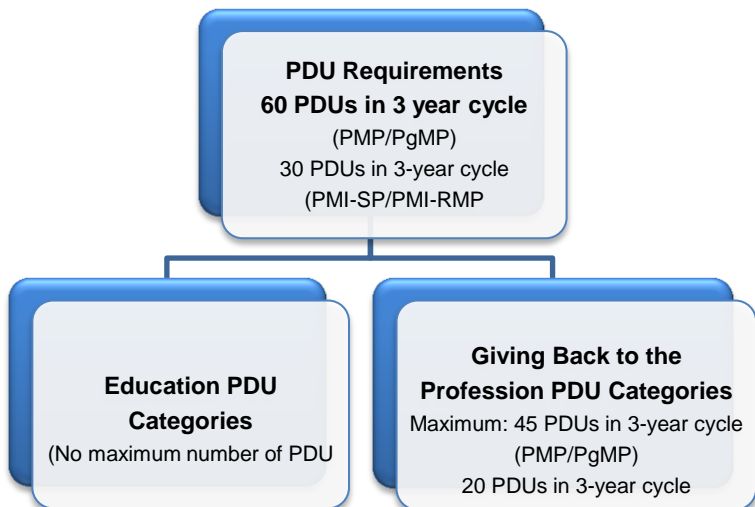 PDU Requirements
60 PDUs in 3 year cycle
(PMP/PgMP)
30 PDUs in 3-year cycle
(PMI-SP/PMI-RMP
Education PDU
Categories
(No maximum number of PDU
Giving Back to the
Profession PDU Categories
Maximum: 45 PDUs in 3-year cycle
(PMP/PgMP)
20 PDUs in 3-year cycle